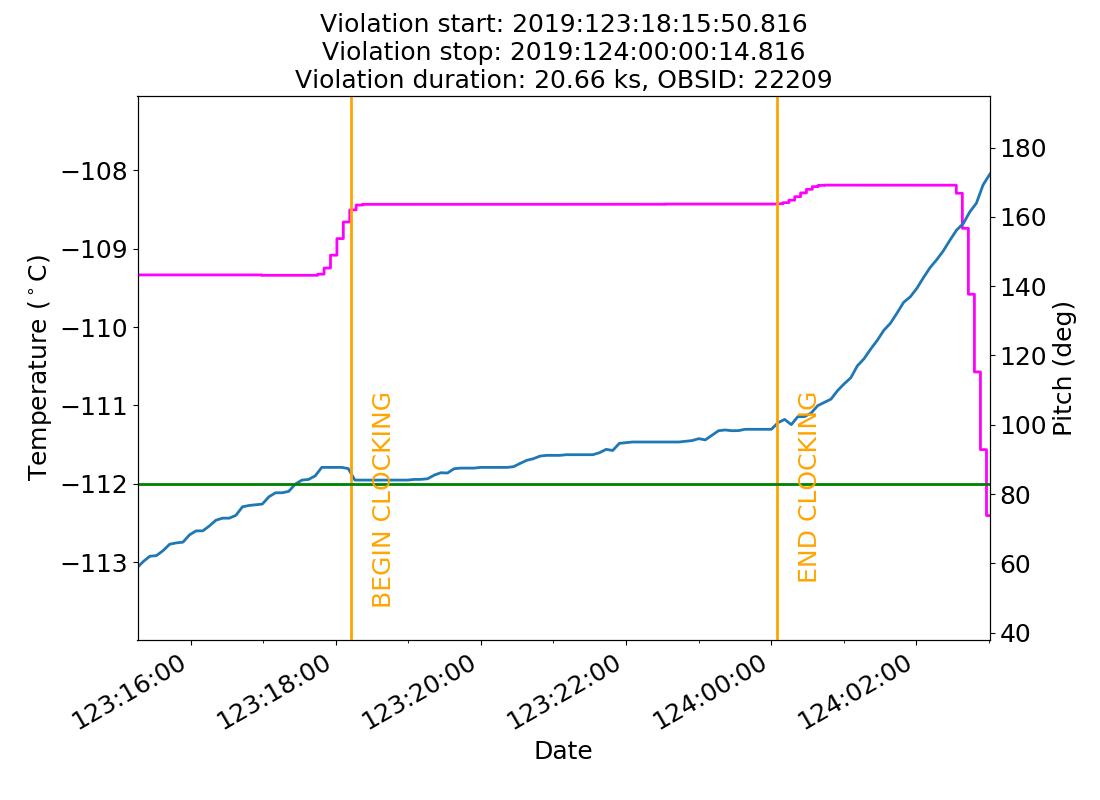 Violation start: 2019:123:18:15:50.816
Violation stop: 2019:124:00:00:14.816
Violation duration: 20.66 ks, OBSID: 22209
−108
−109
−110
−111
−112
−113
Temperature (°C)
180
160
140
120
100
80
60
40
Pitch (deg)
BEGIN CLOCKING
END CLOCKING
123:16:00
123:18:00
123:20:00
123:22:00
124:00:00
124:02:00
Date